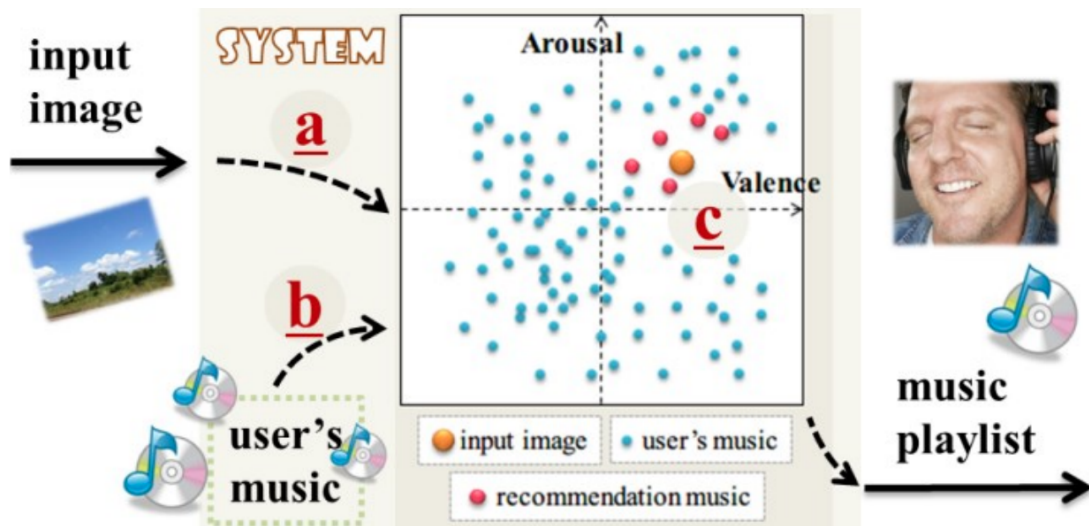 input
image
SYSTEM
a
b
user's
music
Arousal
Valence
c
input image
user's music
recommendation music
music
playlist